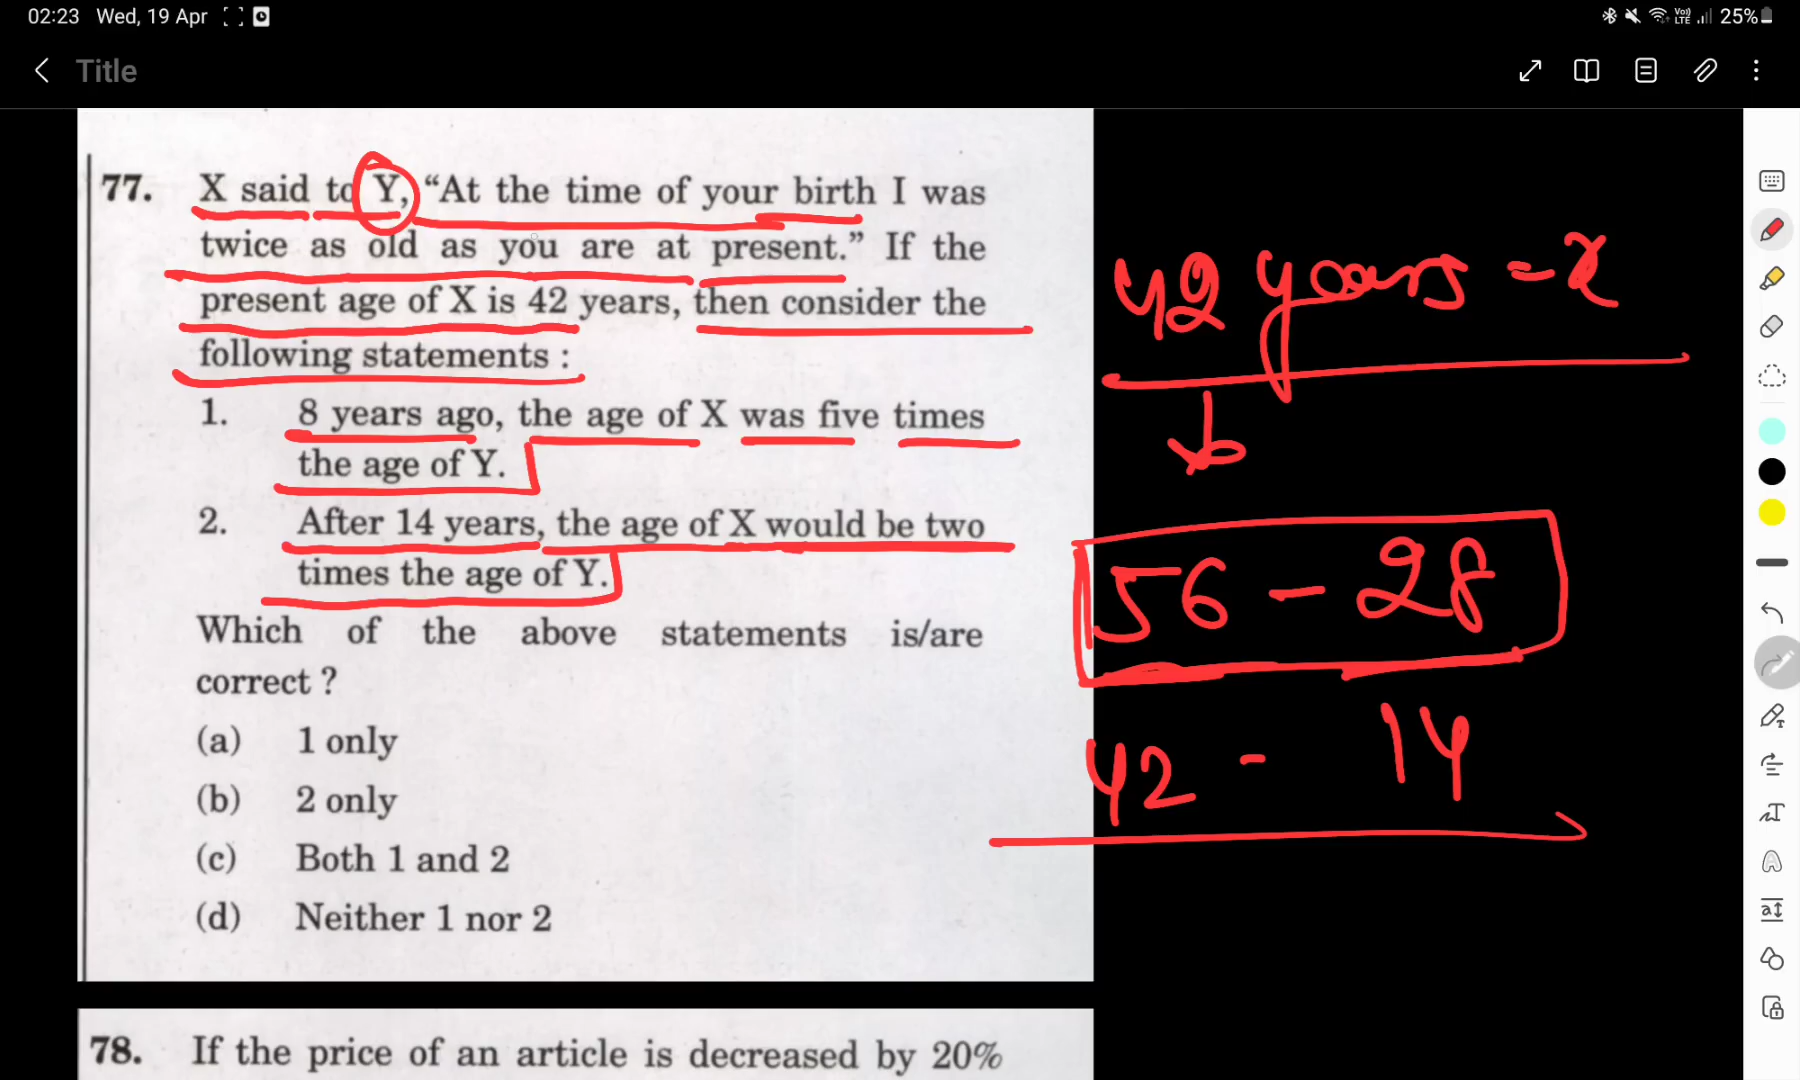 02:23 Wed, 19 Apr
25%
Title
77. X said to Y, “At the time of your birth I was
twice as old as you are at present.” If the
present age of X is 42 years, then consider the
following statements :
1. 8 years ago, the age of X was five times
the age of Y.
2. After 14 years, the age of X would be two
times the age of Y.
Which of the above statements is/are
correct ?
(a) 1 only
(b) 2 only
(c) Both 1 and 2
(d) Neither 1 nor 2
42 years = x
56 - 28
42 - 14
78. If the price of an article is decreased by 20%